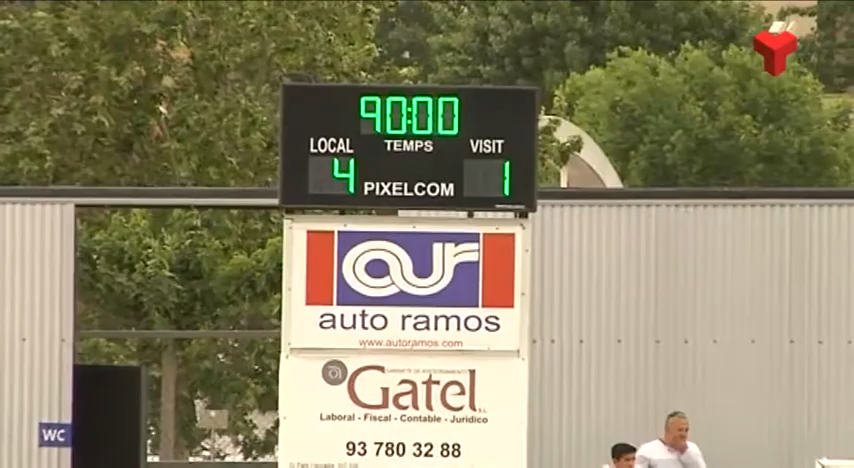 90:00
LOCAL TEMPS VISIT
4 PIXELCOM 1
our
auto ramos
www.autoramos.com
Gatel S.L.
Laboral - Fiscal - Contable - Jurídico
93 780 32 88
WC